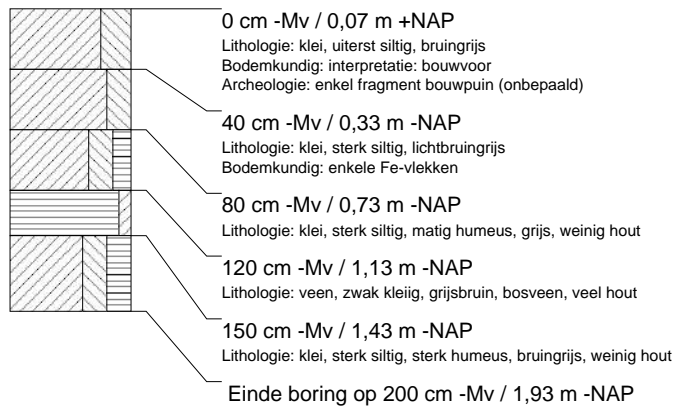 0 cm -Mv / 0,07 m +NAP
Lithologie: klei, uiterst siltig, bruingrijs
Bodemkundig: interpretatie: bouwvoor
Archeologie: enkel fragment bouwpuin (onbepaald)
40 cm -Mv / 0,33 m -NAP
Lithologie: klei, sterk siltig, lichtbruingrijs
Bodemkundig: enkele Fe-vlekken
80 cm -Mv / 0,73 m -NAP
Lithologie: klei, sterk siltig, matig humeus, grijs, weinig hout
120 cm -Mv / 1,13 m -NAP
Lithologie: veen, zwak kleiig, grijsbruin, bosveen, veel hout
150 cm -Mv / 1,43 m -NAP
Lithologie: klei, sterk siltig, sterk humeus, bruingrijs, weinig hout
Einde boring op 200 cm -Mv / 1,93 m -NAP